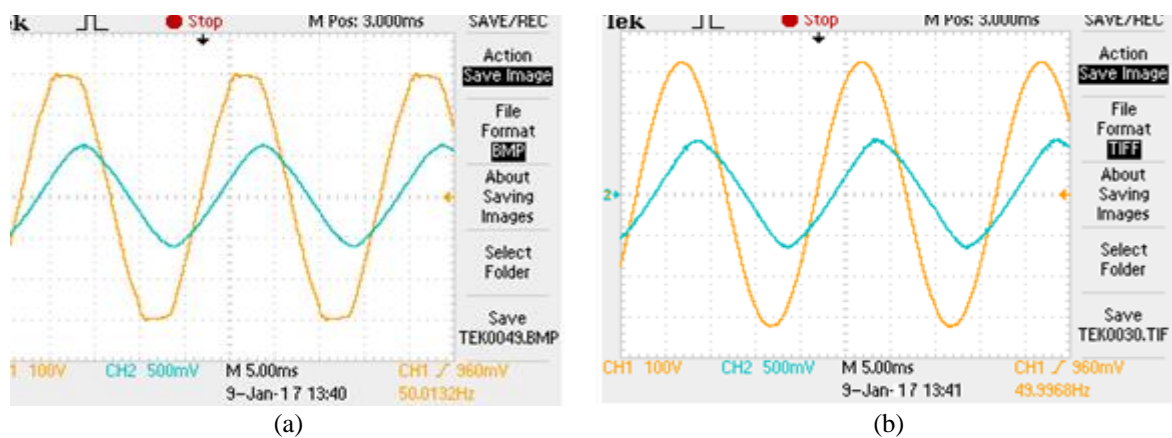 ek Stop M Pos: 3.000ms SAVE/REC
Action
Save Image
File
Format
BMP
About
Saving
Images
Select
Folder
Save
TEK0049.BMP
1 100V CH2 500mV M 5.00ms CH1 960mV
9-Jan-17 13:40 50.0132Hz
(a)
Tek Stop M Pos: 3.000ms SAVE/REC
Action
Save Image
File
Format
TIFF
About
Saving
Images
Select
Folder
Save
TEK0030.TIF
2
CH1 100V CH2 500mV M 5.00ms CH1 960mV
9-Jan-17 13:41 49.9968Hz
(b)